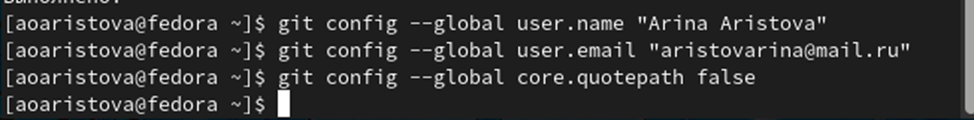 Выполнено!
[aoaristova@fedora ~]$ git config --global user.name "Arina Aristova"
[aoaristova@fedora ~]$ git config --global user.email "aristovarina@mail.ru"
[aoaristova@fedora ~]$ git config --global core.quotepath false
[aoaristova@fedora ~]$